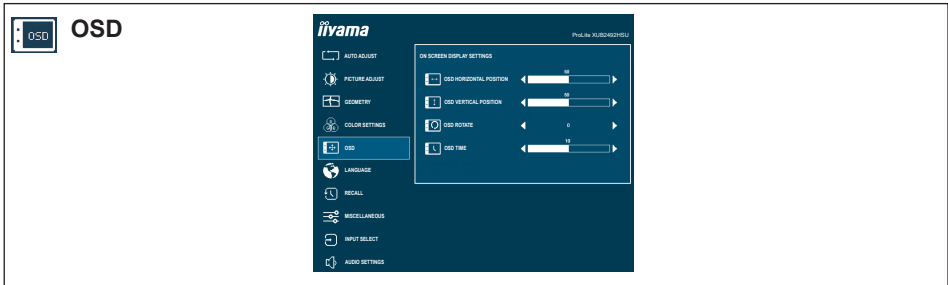 OSD OSD
iiyama
ProLite XUB2492HSU
AUTO ADJUST
ON SCREEN DISPLAY SETTINGS
PICTURE ADJUST
OSD HORIZONTAL POSITION 50
GEOMETRY
OSD VERTICAL POSITION 50
COLOR SETTINGS
OSD ROTATE 0
OSD
OSD TIME 10
LANGUAGE
RECALL
MISCELLANEOUS
INPUT SELECT
AUDIO SETTINGS